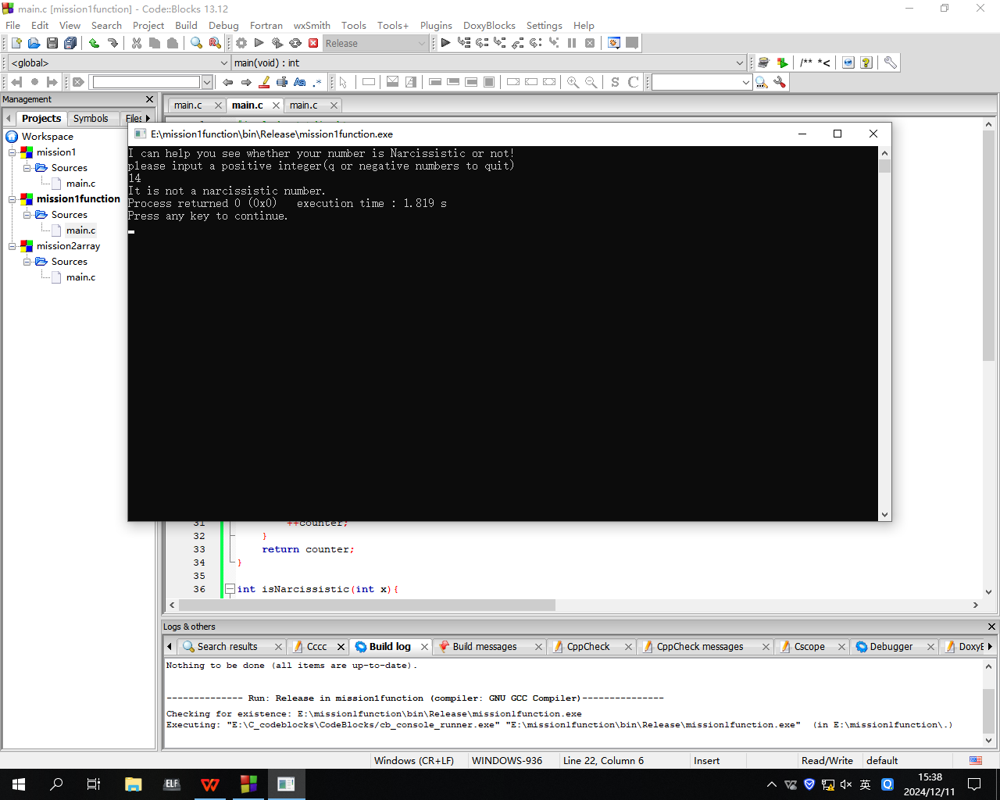 main.c [mission1function] - Code::Blocks 13.12
File Edit View Search Project Build Debug Fortran wxSmith Tools Tools+ Plugins DoxyBlocks Settings Help
Release
<global>
main(void) : int
/** *<
Management
main.c main.c main.c
Projects Symbols Files
Workspace
mission1
Sources
main.c
mission1function
Sources
main.c
mission2array
Sources
main.c
E:\mission1function\bin\Release\mission1function.exe
I can help you see whether your number is Narcissistic or not!
please input a positive integer(q or negative numbers to quit)
14
It is not a narcissistic number.
Process returned 0 (0x0)   execution time : 1.819 s
Press any key to continue.
31 ++counter;
32 }
33 return counter;
34 }
35
36 int isNarcissistic(int x){
Logs & others
Search results Cccc Build log Build messages CppCheck CppCheck messages Cscope Debugger DoxyB
Nothing to be done (all items are up-to-date).
-------------- Run: Release in mission1function (compiler: GNU GCC Compiler)---------------
Checking for existence: E:\mission1function\bin\Release\mission1function.exe
Executing: "E:\C_codeblocks\CodeBlocks/cb_console_runner.exe" "E:\mission1function\bin\Release\mission1function.exe"  (in E:\mission1function\.)
Windows (CR+LF) WINDOWS-936 Line 22, Column 6 Insert Read/Write default
ELF
英
15:38
2024/12/11